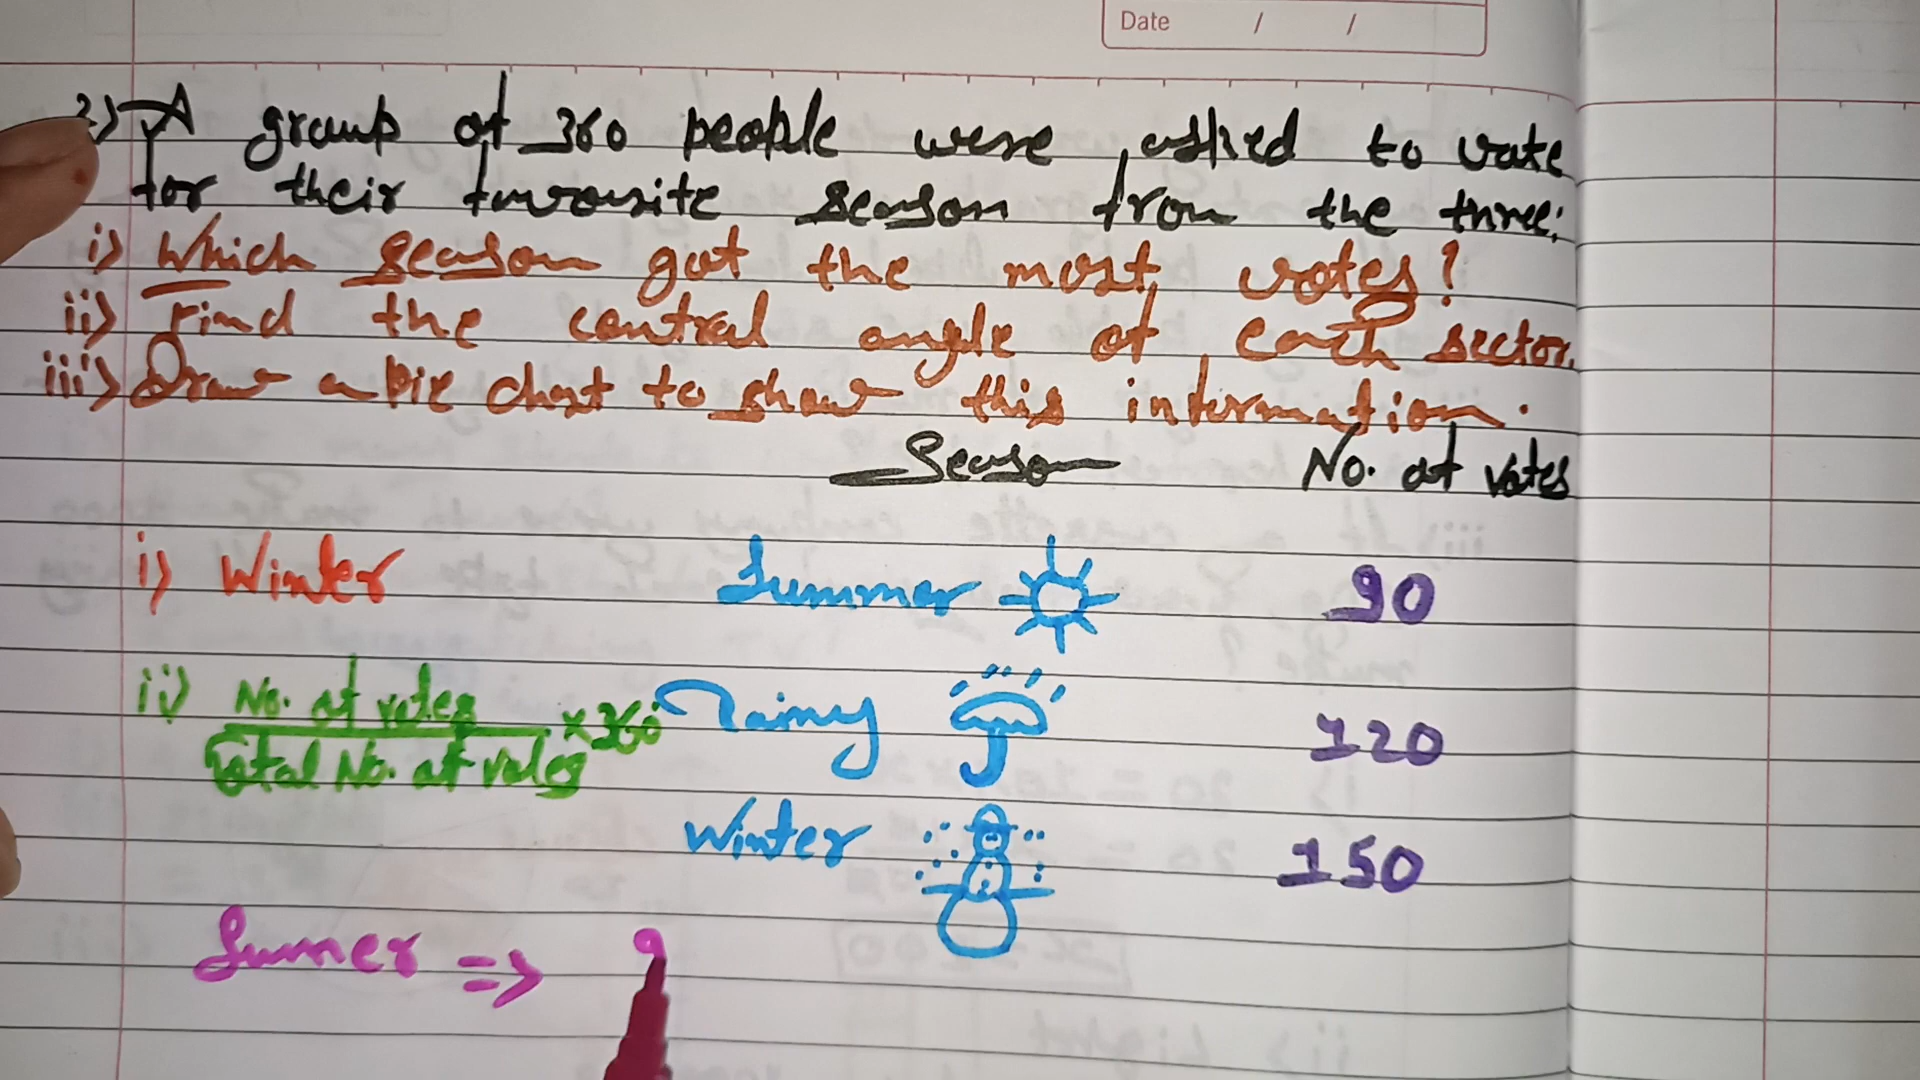 Date / /
2) A group of 360 people were asked to vote
for their favourite season from the three:
i) Which season got the most votes?
ii) Find the central angle of each sector.
iii) Draw a pie chart to show this information.
Season No. of votes
i) Winter Summer 90
ii) No. of votes
Total No. of votes ×360° Rainy 120
Winter 150
Summer => 9